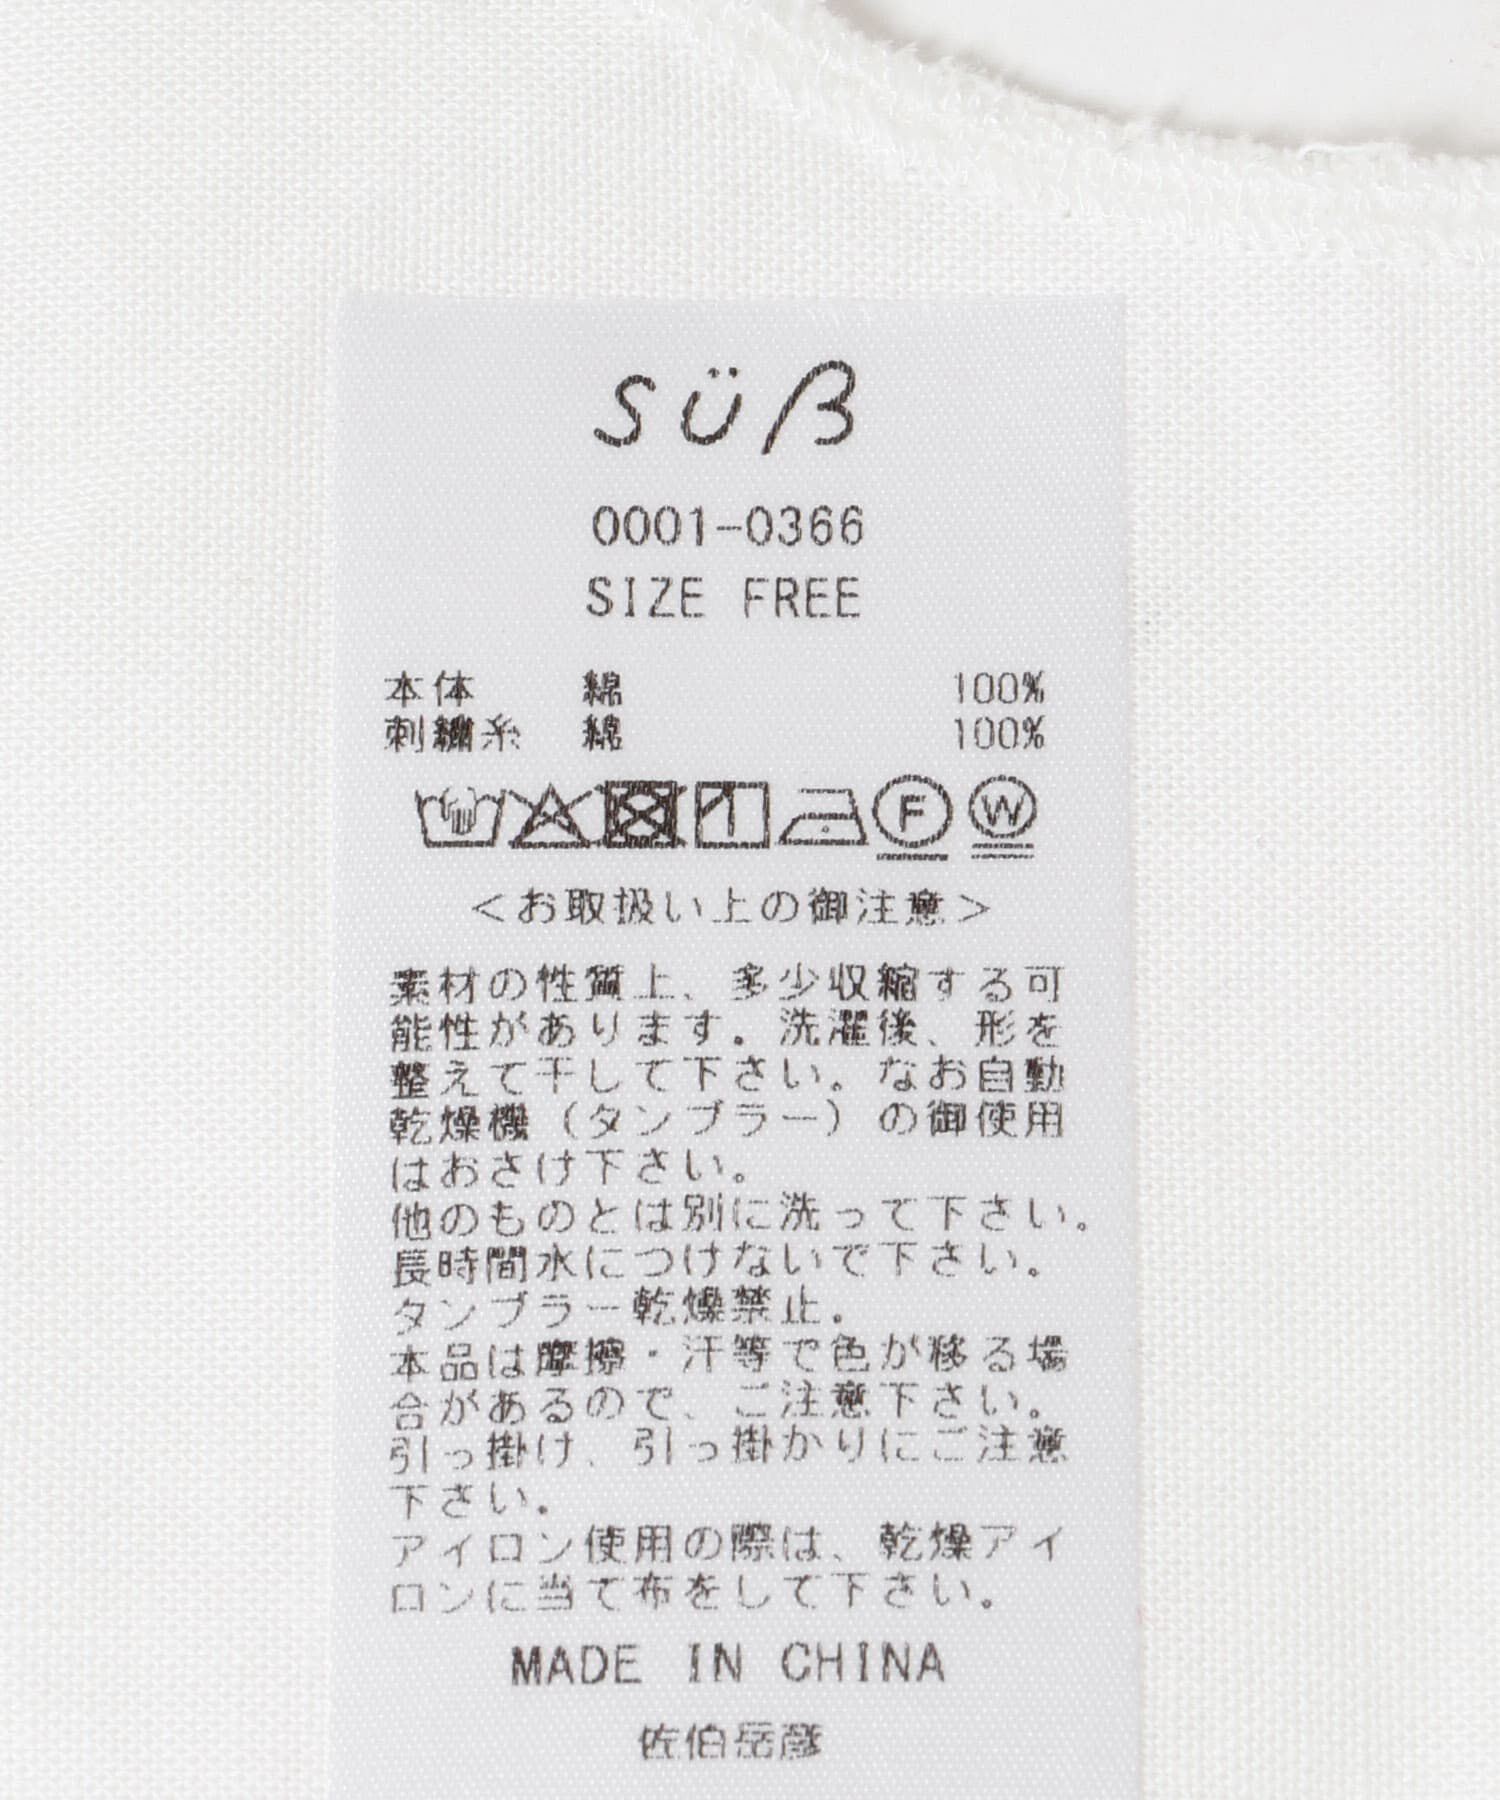 süß
0001-0366
SIZE FREE
本体 綿 100%
刺繍糸 綿 100%
F W
<お取扱い上の御注意>
素材の性質上、多少収縮する可
能性があります。洗濯後、形を
整えて干して下さい。なお自動
乾燥機(タンブラー)の御使用
はおさけ下さい。
他のものとは別に洗って下さい。
長時間水につけないで下さい。
タンブラー乾燥禁止。
本品は摩擦・汗等で色が移る場
合があるので、ご注意下さい。
引っ掛け、引っ掛かりにご注意
下さい。
アイロン使用の際は、乾燥アイ
ロンに当て布をして下さい。
MADE IN CHINA
佐伯岳彦